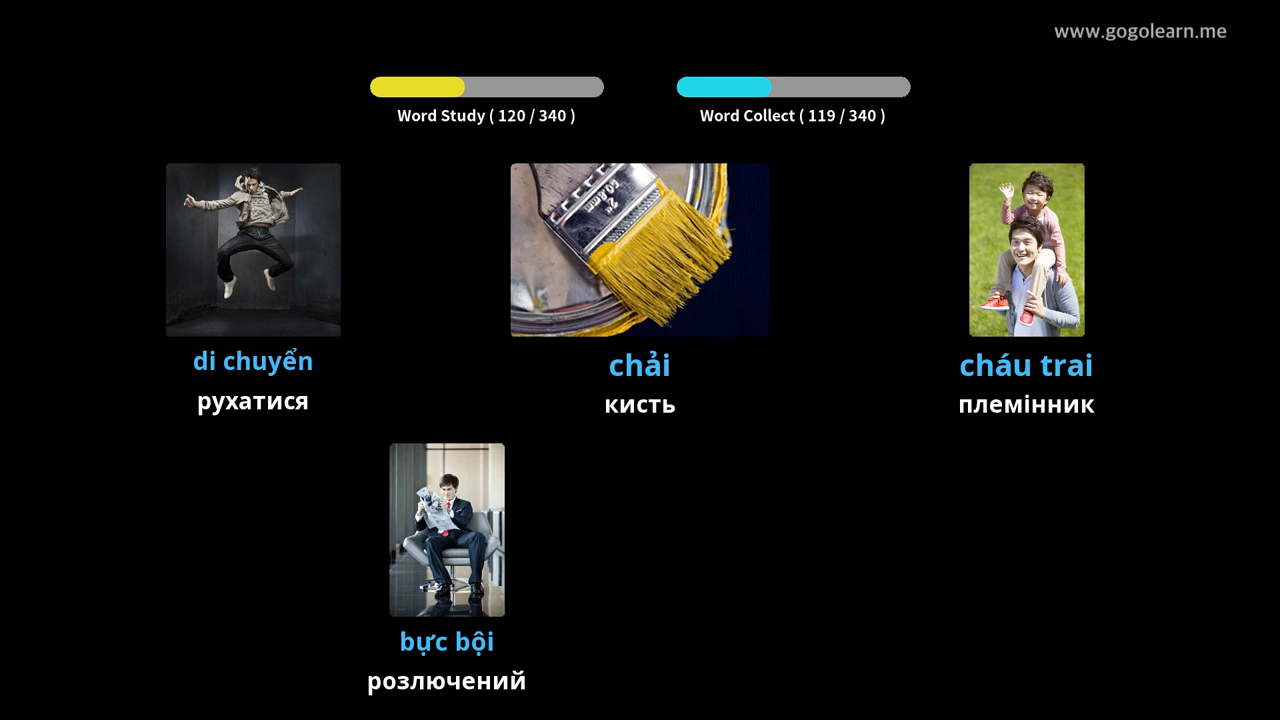 www.gogolearn.me
Word Study ( 120 / 340 )
Word Collect ( 119 / 340 )
di chuyển
chải
cháu trai
рухатися
кисть
племінник
bực bội
розлючений